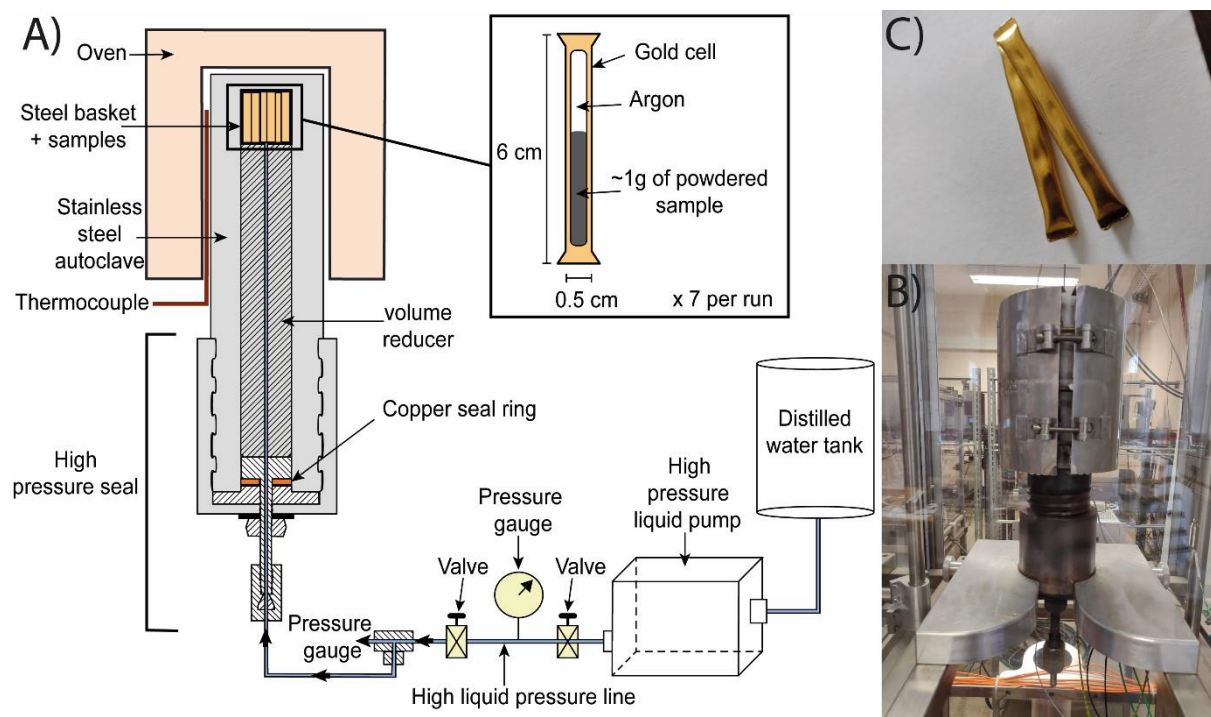 A)
Oven
Steel basket
+ samples
Stainless
steel
autoclave
Thermocouple
High
pressure seal
6 cm
Gold cell
Argon
~1g of powdered
sample
0.5 cm
x 7 per run
volume
reducer
Copper seal ring
Pressure
gauge
Valve
Valve
High
pressure
liquid pump
Distilled
water tank
Pressure
gauge
High liquid pressure line
C)
B)